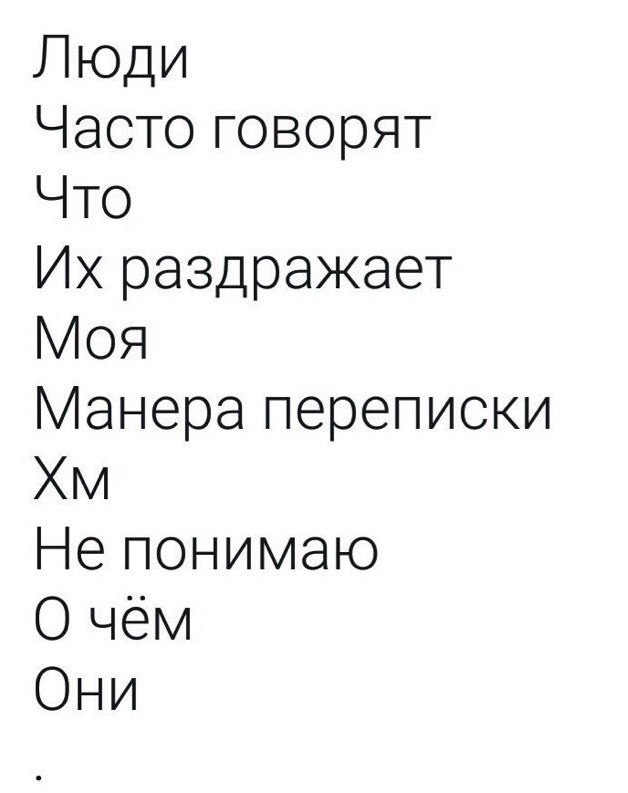 Люди
Часто говорят
Что
Их раздражает
Моя
Манера переписки
Хм
Не понимаю
О чём
Они
.